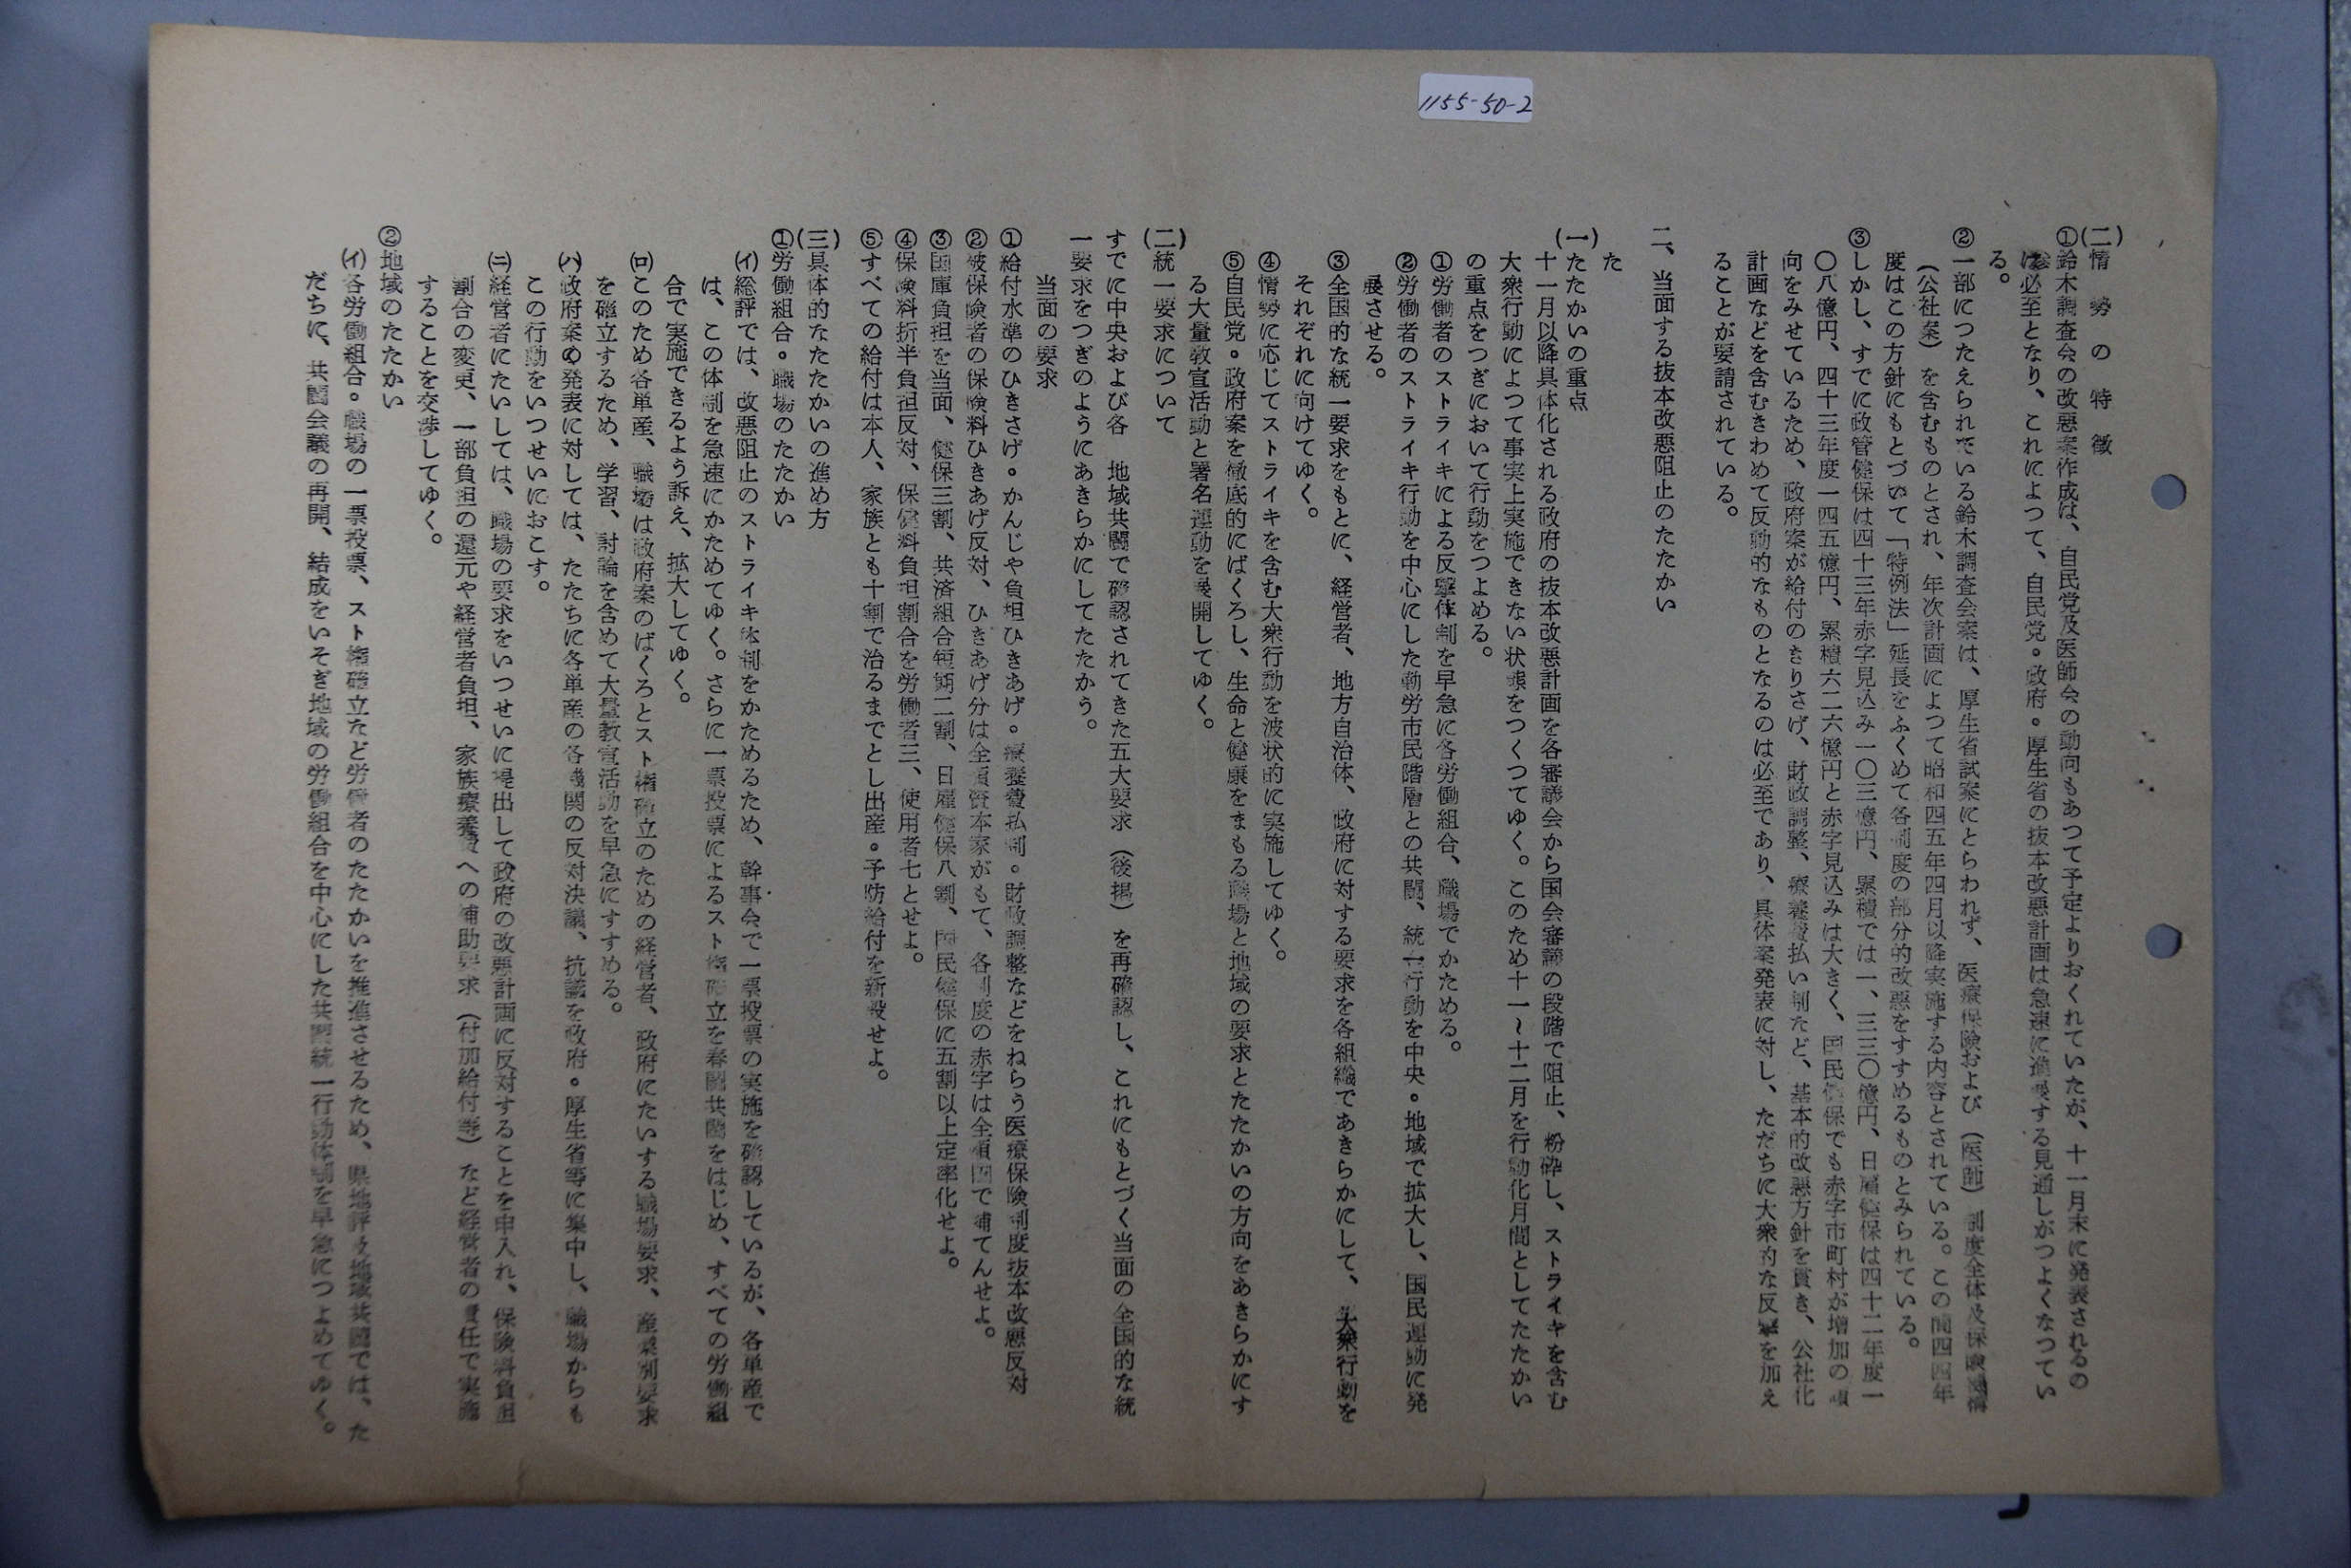 1155-50-2
(二)情勢の特徴
①鈴木調査会の改悪案作成は、自民党及医師会の動向もあつて予定よりおくれていたが、十一月末に発表されるの
は必至となり、これによつて、自民党・政府・厚生省の抜本改悪計画は急速に進展する見通しがつよくなつてい
る。
②一部につたえられている鈴木調査会案は、厚生省試案にとらわれず、医療保険および(医師)制度全体及保険機構
(公社案)を含むものとされ、年次計画によつて昭和四五年四月以降実施する内容とされている。この間四四年
度はこの方針にもとづいて「特例法」延長をふくめて各制度の部分的改悪をすすめるものとみられている。
③しかし、すでに政管健保は四十三年赤字見込み一〇三億円、累積では一、三三〇億円、日雇健保は四十二年度一
〇八億円、四十三年度一四五億円、累積六二六億円と赤字見込みは大きく、国民健保でも赤字市町村が増加の傾
向をみせているため、政府案が給付のきりさげ、財政調整、療養費払い制など、基本的改悪方針を貫き、公社化
計画などを含むきわめて反動的なものとなるのは必至であり、具体案発表に対し、ただちに大衆的な反撃を加え
ることが要請されている。
二、当面する抜本改悪阻止のたたかい
た
(一)たたかいの重点
十一月以降具体化される政府の抜本改悪計画を各審議会から国会審議の段階で阻止、粉砕し、ストライキを含む
大衆行動によつて事実上実施できない状態をつくつてゆく。このため十一~十二月を行動化月間としてたたかい
の重点をつぎにおいて行動をつよめる。
①労働者のストライキによる反撃体制を早急に各労働組合、職場でかためる。
②労働者のストライキ行動を中心にした勤労市民階層との共闘、統一行動を中央・地域で拡大し、国民運動に発
展させる。
③全国的な統一要求をもとに、経営者、地方自治体、政府に対する要求を各組織であきらかにして、大衆行動を
それぞれに向けてゆく。
④情勢に応じてストライキを含む大衆行動を波状的に実施してゆく。
⑤自民党・政府案を徹底的にばくろし、生命と健康をまもる職場と地域の要求とたたかいの方向をあきらかにす
る大量教宣活動と署名運動を展開してゆく。
(二)統一要求について
すでに中央および各 地域共闘で確認されてきた五大要求(後掲)を再確認し、これにもとづく当面の全国的な統
一要求をつぎのようにあきらかにしてたたかう。
当面の要求
①給付水準のひきさげ・かんじや負担ひきあげ・療養費払制・財政調整などをねらう医療保険制度抜本改悪反対
②被保険者の保険料ひきあげ反対、ひきあげ分は全額資本家がもて、各制度の赤字は全額国で補てんせよ。
③国庫負担を当面、健保三割、共済組合短期二割、日雇健保八割、国民健保に五割以上定率化せよ。
④保険料折半負担反対、保健料負担割合を労働者三、使用者七とせよ。
⑤すべての給付は本人、家族とも十割で治るまでとし出産・予防給付を新設せよ。
(三)具体的なたたかいの進め方
①労働組合・職場のたたかい
(イ)総評では、改悪阻止のストライキ体制をかためるため、幹事会で一票投票の実施を確認しているが、各単産で
は、この体制を急速にかためてゆく。さらに一票投票によるスト権確立を春闘共闘をはじめ、すべての労働組
合で実施できるよう訴え、拡大してゆく。
(ロ)このため各単産、職場は政府案のばくろとスト権確立のための経営者、政府にたいする職場要求、産業別要求
を確立するため、学習、討論を含めて大量教宣活動を早急にすすめる。
(ハ)政府案の発表に対しては、たたちに各単産の各機関の反対決議、抗議を政府・厚生省等に集中し、職場からも
この行動をいつせいにおこす。
(ニ)経営者にたいしては、職場の要求をいつせいに提出して政府の改悪計画に反対することを申入れ、保険料負担
割合の変更、一部負担の還元や経営者負担、家族療養費への補助要求(付加給付等)など経営者の責任で実施
することを交渉してゆく。
②地域のたたかい
(イ)各労働組合・職場の一票投票、スト権確立など労働者のたたかいを推進させるため、県地評や地域共闘では、た
だちに、共闘会議の再開、結成をいそぎ地域の労働組合を中心にした共闘統一行動体制を早急につよめてゆく。